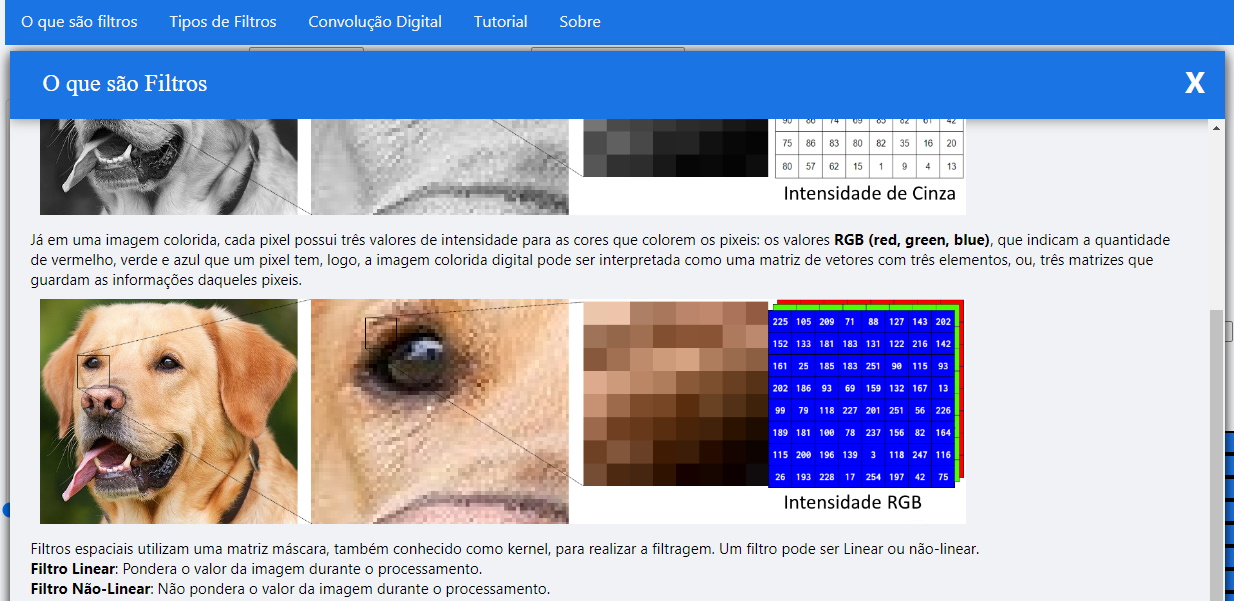 O que são filtros Tipos de Filtros Convolução Digital Tutorial Sobre
O que são Filtros X
90 86 74 69 85 82 61 42
75 86 83 80 82 35 16 20
80 57 62 15 1 9 4 13
Intensidade de Cinza
Já em uma imagem colorida, cada pixel possui três valores de intensidade para as cores que colorem os pixeis: os valores RGB (red, green, blue), que indicam a quantidade
de vermelho, verde e azul que um pixel tem, logo, a imagem colorida digital pode ser interpretada como uma matriz de vetores com três elementos, ou, três matrizes que
guardam as informações daqueles pixeis.
225 105 209 71 88 127 143 202
152 133 181 183 131 122 216 142
161 25 185 183 251 90 115 93
202 186 93 69 159 132 167 13
99 79 118 227 201 251 56 226
189 181 100 78 237 156 82 164
115 200 196 139 3 118 247 116
26 193 228 17 254 197 42 75
Intensidade RGB
Filtros espaciais utilizam uma matriz máscara, também conhecido como kernel, para realizar a filtragem. Um filtro pode ser Linear ou não-linear.
Filtro Linear: Pondera o valor da imagem durante o processamento.
Filtro Não-Linear: Não pondera o valor da imagem durante o processamento.